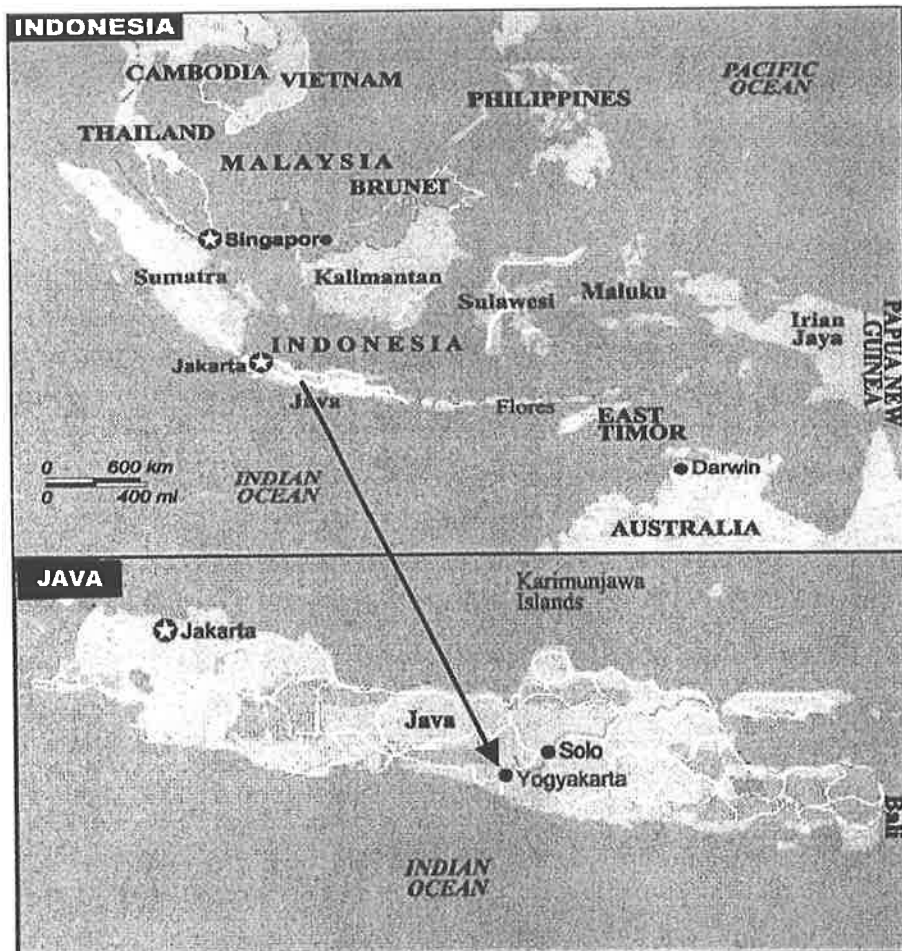 INDONESIA
CAMBODIA
VIETNAM
PACIFIC
OCEAN
PHILIPPINES
THAILAND
MALAYSIA
BRUNEI
Singapore
Sumatra
Kalimantan
Sulawesi
Maluku
Irian
Jaya
PAPUA NEW
GUINEA
INDONESIA
Jakarta
Java
Flores
EAST
TIMOR
0 600 km
0 400 mi
INDIAN
OCEAN
Darwin
AUSTRALIA
JAVA
Karimunjawa
Islands
Jakarta
Java
Solo
Yogyakarta
Bali
INDIAN
OCEAN